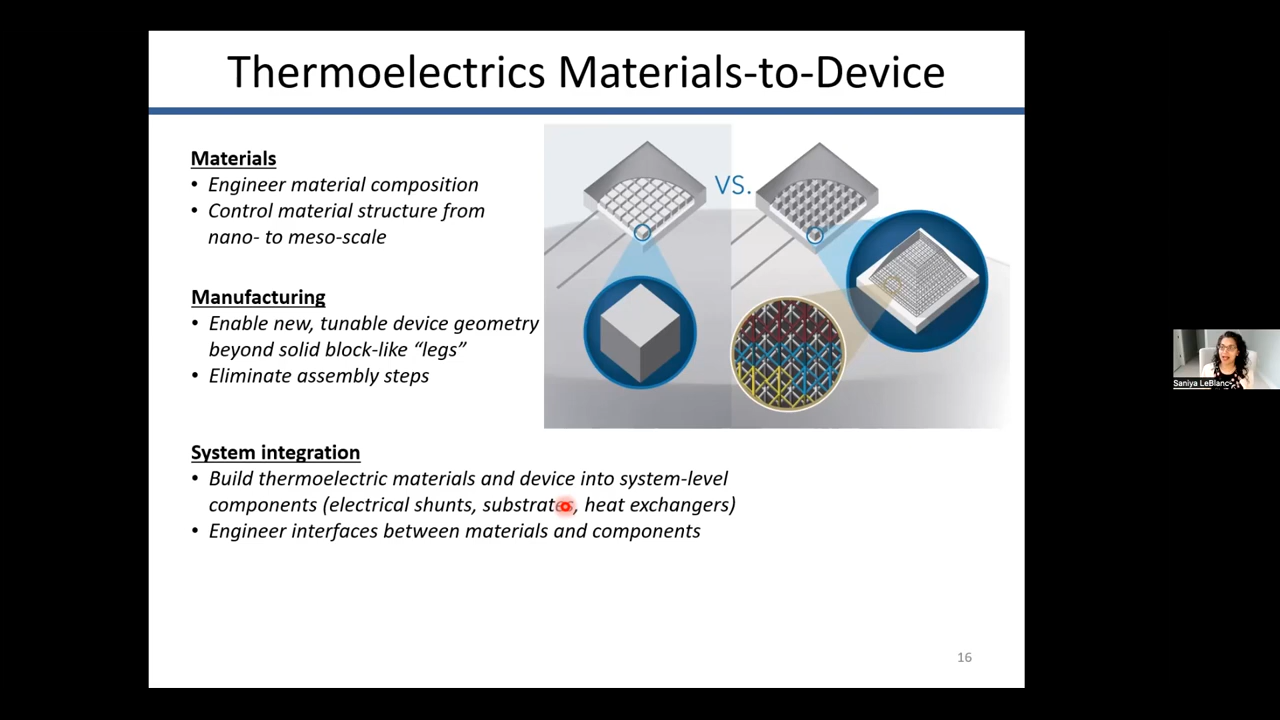 Thermoelectrics Materials-to-Device
Materials
• Engineer material composition
• Control material structure from
nano- to meso-scale
VS.
Manufacturing
• Enable new, tunable device geometry
beyond solid block-like “legs”
• Eliminate assembly steps
System integration
• Build thermoelectric materials and device into system-level
components (electrical shunts, substrates, heat exchangers)
• Engineer interfaces between materials and components
16
Saniya LeBlanc